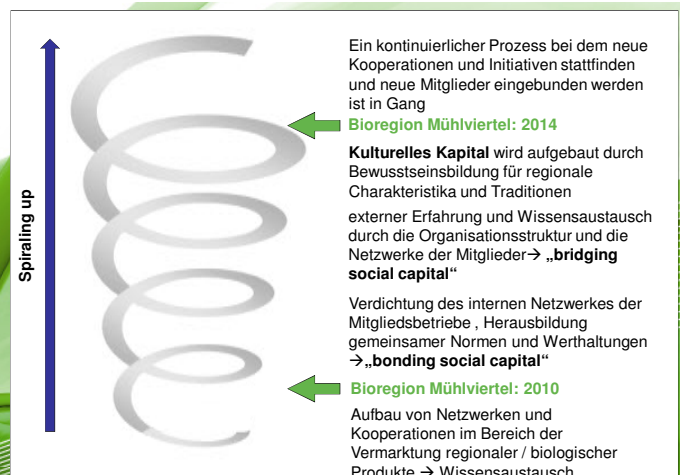 Spiraling up
Ein kontinuierlicher Prozess bei dem neue
Kooperationen und Initiativen stattfinden
und neue Mitglieder eingebunden werden
ist in Gang
Bioregion Mühlviertel: 2014
Kulturelles Kapital wird aufgebaut durch
Bewusstseinsbildung für regionale
Charakteristika und Traditionen
externer Erfahrung und Wissensaustausch
durch die Organisationsstruktur und die
Netzwerke der Mitglieder→ „bridging
social capital“
Verdichtung des internen Netzwerkes der
Mitgliedsbetriebe , Herausbildung
gemeinsamer Normen und Werthaltungen
→„bonding social capital“
Bioregion Mühlviertel: 2010
Aufbau von Netzwerken und
Kooperationen im Bereich der
Vermarktung regionaler / biologischer
Produkte → Wissensaustausch